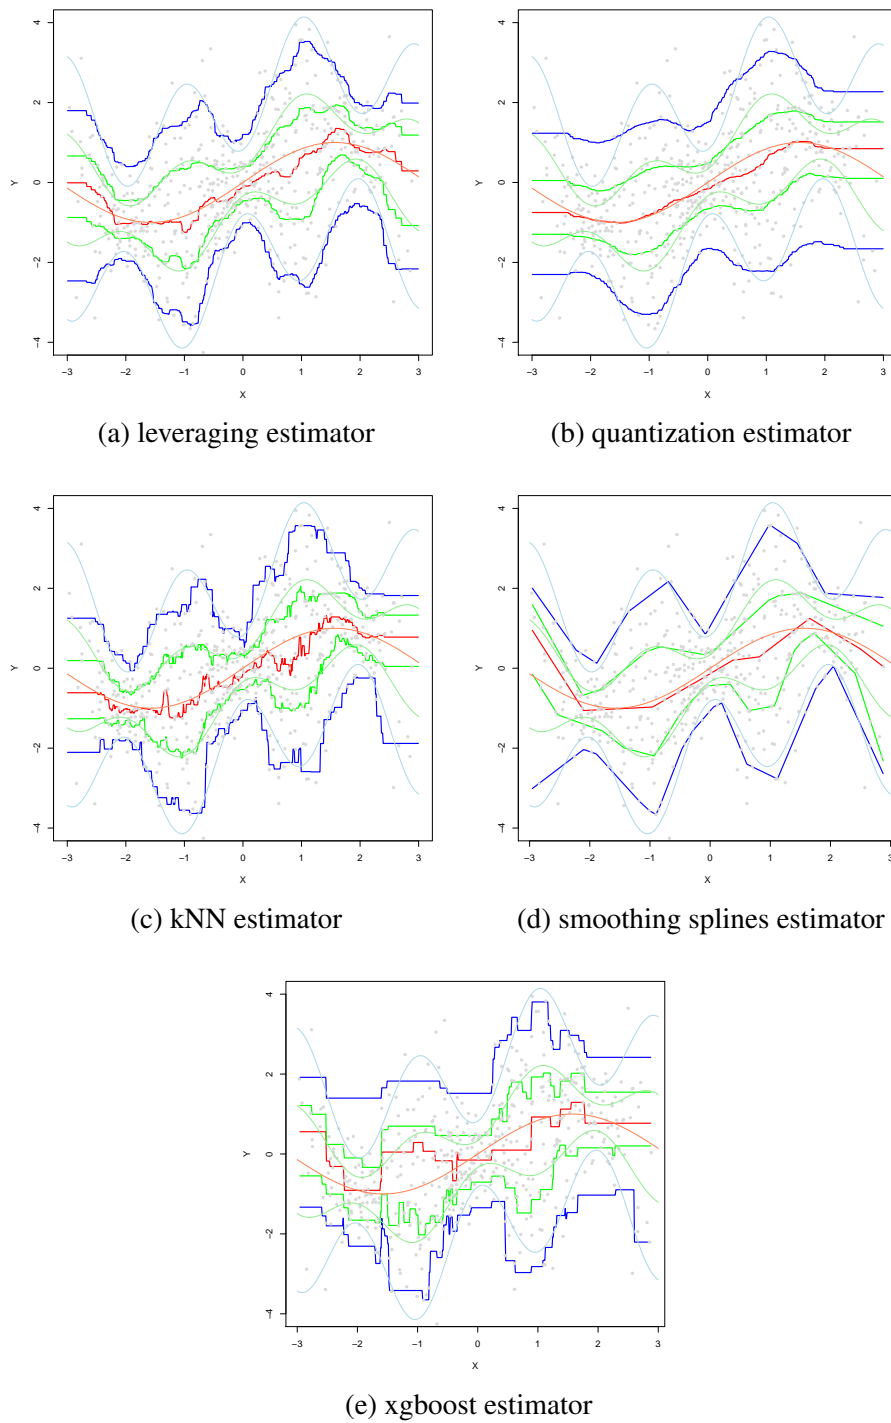 4
2
0
−2
−4
Y
−3 −2 −1 0 1 2 3
X
(a) leveraging estimator
4
2
0
−2
−4
Y
−3 −2 −1 0 1 2 3
X
(b) quantization estimator
4
2
0
−2
−4
Y
−3 −2 −1 0 1 2 3
X
(c) kNN estimator
4
2
0
−2
−4
Y
−3 −2 −1 0 1 2 3
X
(d) smoothing splines estimator
4
2
0
−2
−4
Y
−3 −2 −1 0 1 2 3
X
(e) xgboost estimator